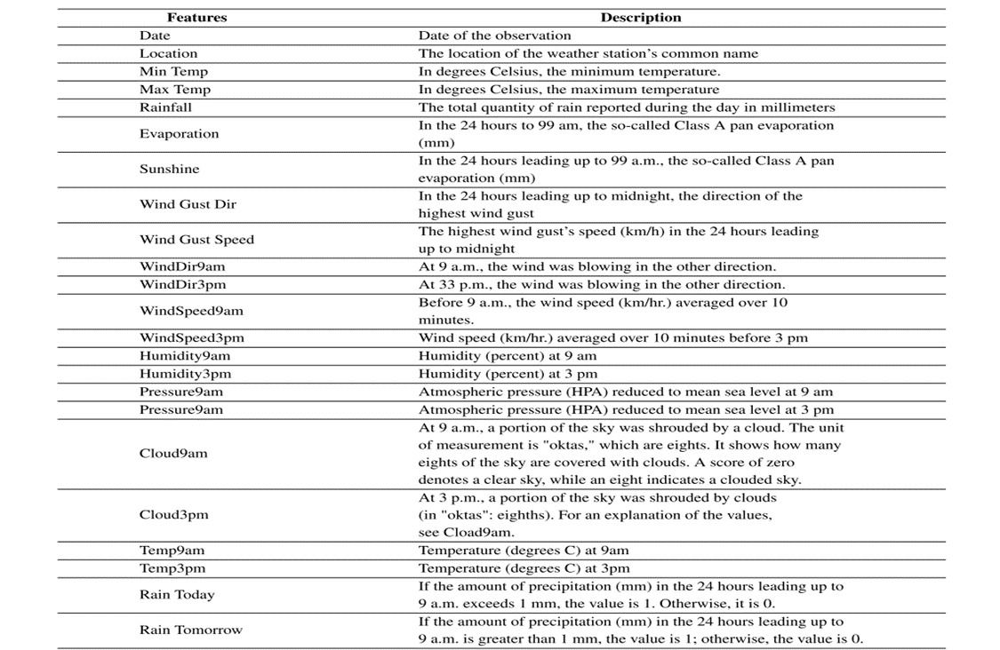 Features Description
Date Date of the observation
Location The location of the weather station's common name
Min Temp In degrees Celsius, the minimum temperature.
Max Temp In degrees Celsius, the maximum temperature
Rainfall The total quantity of rain reported during the day in millimeters
Evaporation In the 24 hours to 99 am, the so-called Class A pan evaporation
(mm)
Sunshine In the 24 hours leading up to 99 a.m., the so-called Class A pan
evaporation (mm)
Wind Gust Dir In the 24 hours leading up to midnight, the direction of the
highest wind gust
Wind Gust Speed The highest wind gust's speed (km/h) in the 24 hours leading
up to midnight
WindDir9am At 9 a.m., the wind was blowing in the other direction.
WindDir3pm At 33 p.m., the wind was blowing in the other direction.
WindSpeed9am Before 9 a.m., the wind speed (km/hr.) averaged over 10
minutes.
WindSpeed3pm Wind speed (km/hr.) averaged over 10 minutes before 3 pm
Humidity9am Humidity (percent) at 9 am
Humidity3pm Humidity (percent) at 3 pm
Pressure9am Atmospheric pressure (HPA) reduced to mean sea level at 9 am
Pressure9am Atmospheric pressure (HPA) reduced to mean sea level at 3 pm
Cloud9am At 9 a.m., a portion of the sky was shrouded by a cloud. The unit
of measurement is "oktas," which are eights. It shows how many
eights of the sky are covered with clouds. A score of zero
denotes a clear sky, while an eight indicates a clouded sky.
Cloud3pm At 3 p.m., a portion of the sky was shrouded by clouds
(in "oktas": eighths). For an explanation of the values,
see Cload9am.
Temp9am Temperature (degrees C) at 9am
Temp3pm Temperature (degrees C) at 3pm
Rain Today If the amount of precipitation (mm) in the 24 hours leading up to
9 a.m. exceeds 1 mm, the value is 1. Otherwise, it is 0.
Rain Tomorrow If the amount of precipitation (mm) in the 24 hours leading up to
9 a.m. is greater than 1 mm, the value is 1; otherwise, the value is 0.